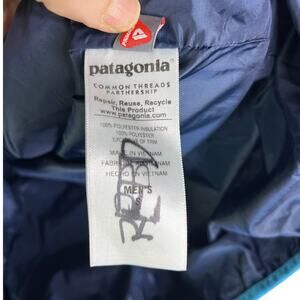 patagonia
COMMON THREADS
PARTNERSHIP
Repair, Reuse, Recycle
This Product
www.patagonia.com
100% POLYESTER INSULATION
100% POLYESTER
EXCLUSIVE OF TRIM
MADE IN VIETNAM
FABRIQUÉ AU VIETNAM
HECHO EN VIETNAM
MEN'S
S